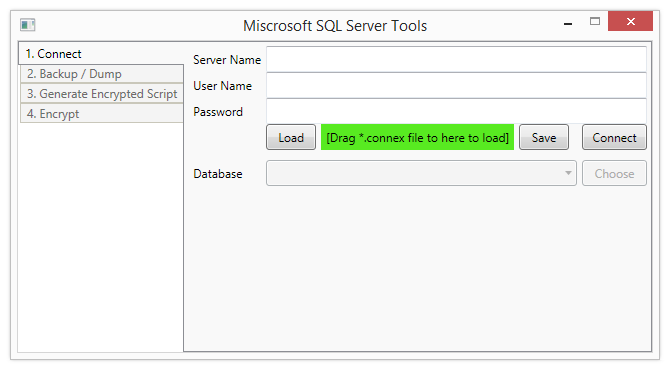 Miscrosoft SQL Server Tools
1. Connect
2. Backup / Dump
3. Generate Encrypted Script
4. Encrypt
Server Name
User Name
Password
Load [Drag *.connex file to here to load] Save Connect
Database Choose